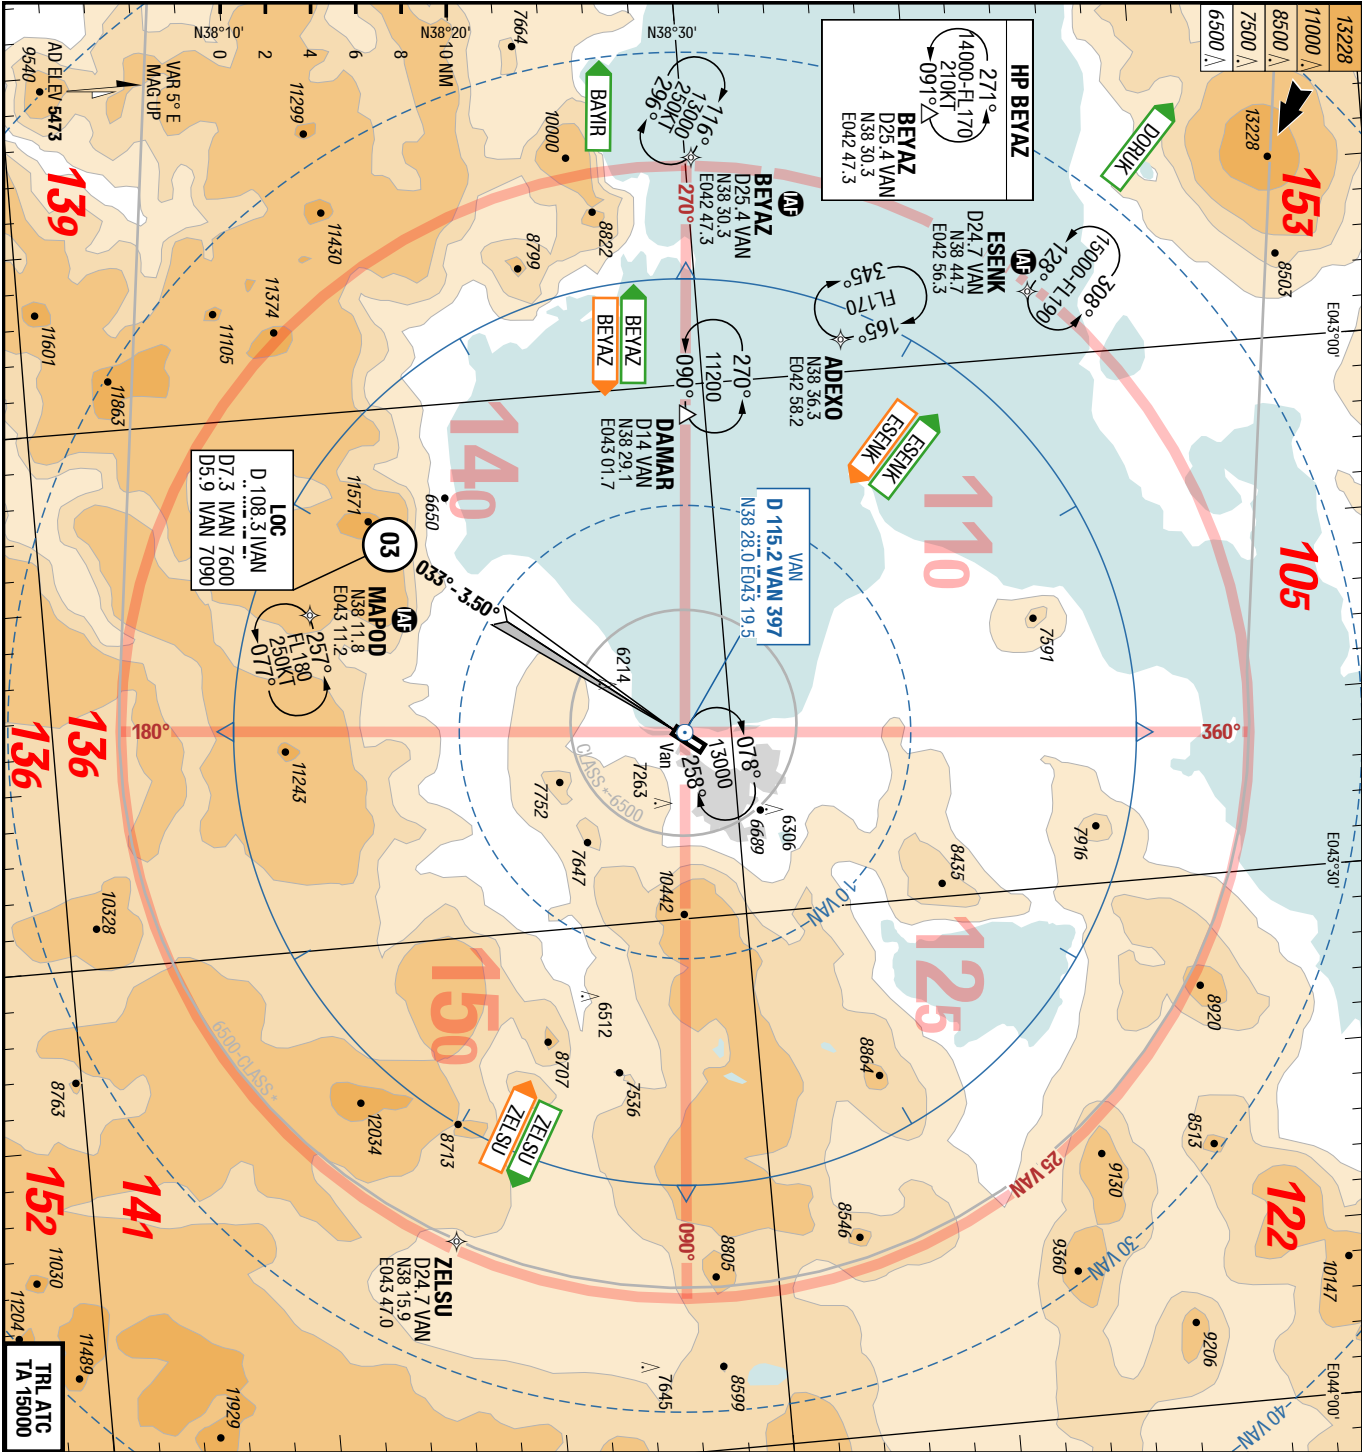 13228
11000
8500
7500
6500
13228
153
8503
DORUK
HP BEYAZ
271°
14000-FL170
210KT
091°
BEYAZ
D25.4 VAN
N38 30.3
E042 47.3
308°
15000-FL190
128°
IAF
ESENK
D24.7 VAN
N38 44.7
E042 56.3
E043°00'
105
7664
N38°30'
BAYIR
116°
13000
250KT
296°
270°
IAF
BEYAZ
D25.4 VAN
N38 30.3
E042 47.3
165°
FL170
345°
ADEXO
N38 36.3
E042 58.2
ESENK
ESENK
110
N38°20'
N38°10'
0
2
4
6
8
10 NM
VAR 5° E
MAG UP
AD ELEV 5473
9540
139
11299
10000
11430
8822
8799
11374
11105
11601
11863
BEYAZ
BEYAZ
270°
11200
090°
DAMAR
D14 VAN
N38 29.1
E043 01.7
140
6650
11571
VAN
D 115.2 VAN 397
N38 28.0 E043 19.5
7591
03
033° - 3.50°
LOC
D 108.3 IVAN
D7.3 IVAN 7600
D5.9 IVAN 7090
IAF
MAPOD
N38 11.8
E043 11.2
257°
FL180
250KT
077°
6214
180°
136
136
11243
360°
Van
078°
13000
258°
CLASS *-6500
7263
7752
7647
6689
6306
7916
8435
E043°30'
10442
10 VAN
10328
125
8920
150
6512
8707
7536
8864
6500-CLASS *
12034
8713
8763
ZELSU
ZELSU
8513
25 VAN
9130
122
141
152
090°
8546
8805
ZELSU
D24.7 VAN
N38 15.9
E043 47.0
30 VAN
9360
10147
11030
11204
11489
11929
7645
8599
9206
E044°00'
40 VAN
TRL ATC
TA 15000